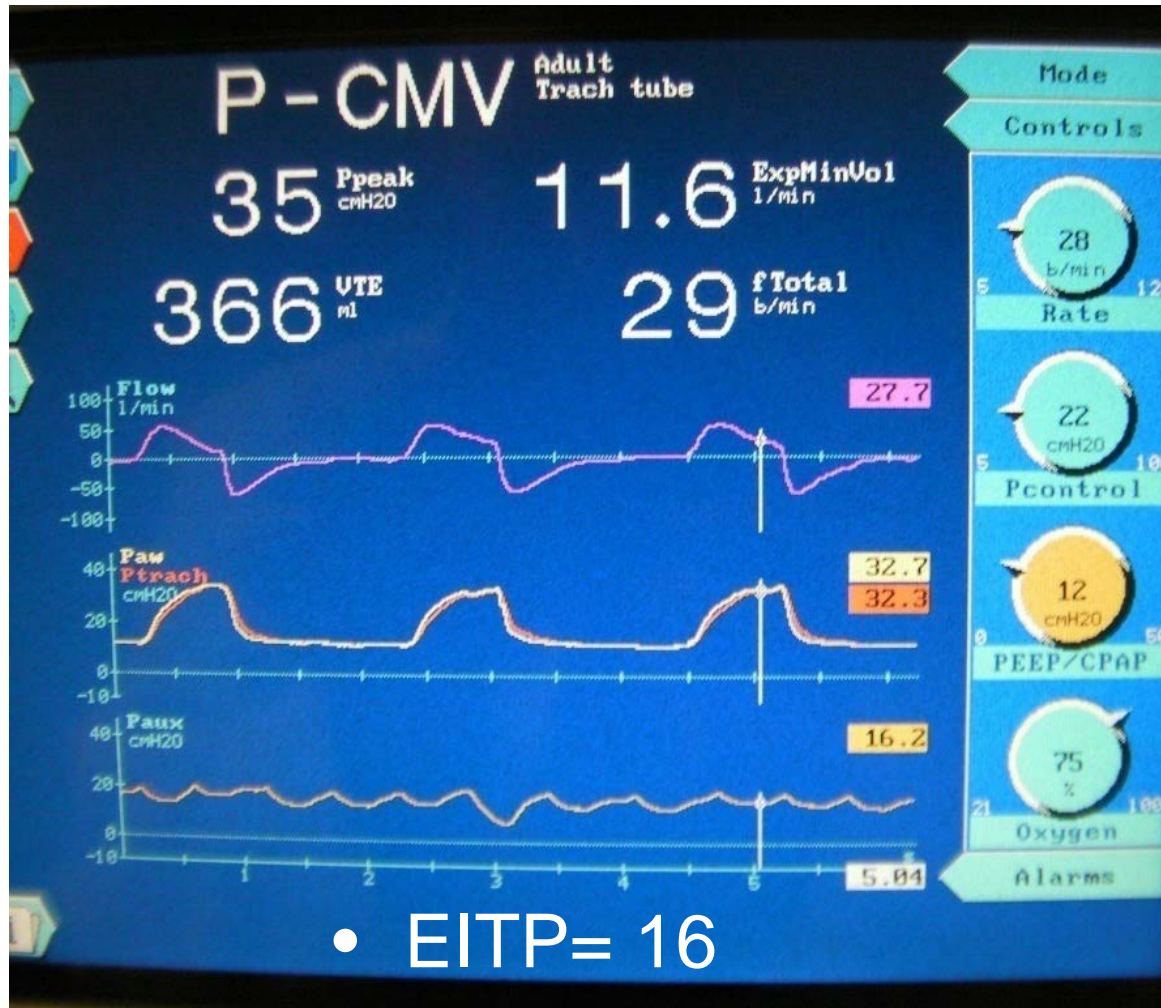 P-CMV Adult
Trach tube
35 Ppeak
cmH2O
11.6 ExpMinVol
l/min
366 VTE
ml
29 fTotal
b/min
Flow
l/min
100
50
0
-50
-100
27.7
Paw
Ptrach
cmH2O
40
20
0
-10
32.7
32.3
Paux
cmH2O
40
20
0
-10
16.2
1 2 3 4 5
5.04
Mode
Controls
28
b/min
5 12
Rate
22
cmH2O
5 10
Pcontrol
12
cmH2O
0 50
PEEP/CPAP
75
%
21 100
Oxygen
Alarms
• EITP= 16